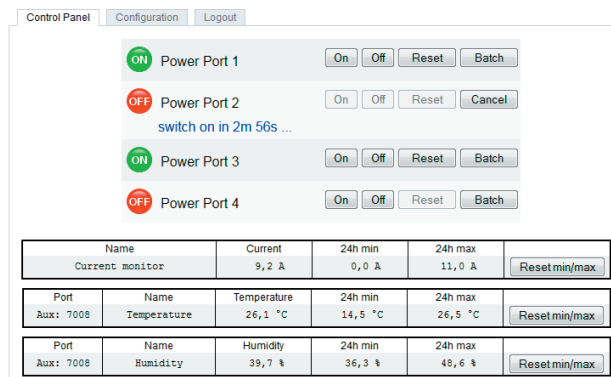 Control Panel Configuration Logout
ON Power Port 1 On Off Reset Batch
OFF Power Port 2 On Off Reset Cancel
switch on in 2m 56s ...
ON Power Port 3 On Off Reset Batch
OFF Power Port 4 On Off Reset Batch
Name Current 24h min 24h max
Current monitor 9,2 A 0,0 A 11,0 A Reset min/max
Port Name Temperature 24h min 24h max
Aux: 7008 Temperature 26,1 °C 14,5 °C 26,5 °C Reset min/max
Port Name Humidity 24h min 24h max
Aux: 7008 Humidity 39,7 % 36,3 % 48,6 % Reset min/max